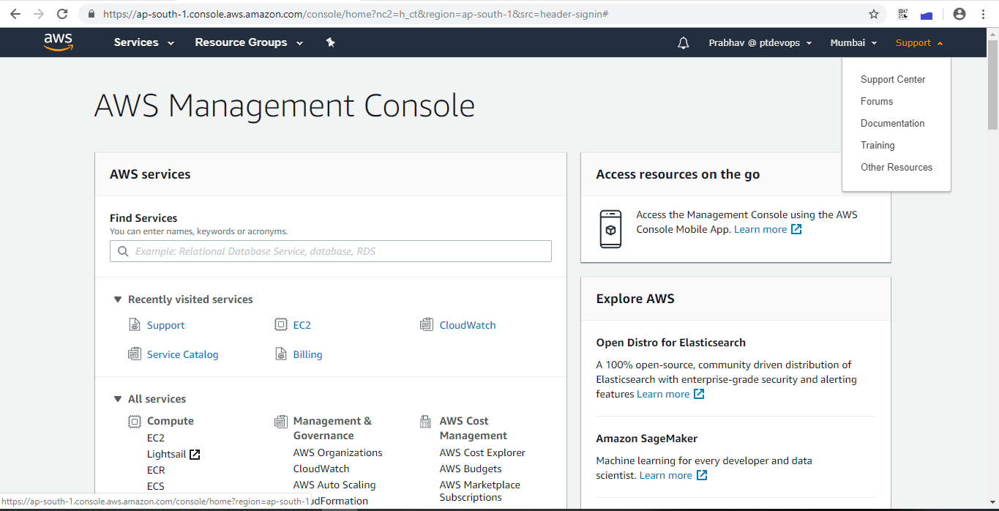 https://ap-south-1.console.aws.amazon.com/console/home?nc2=h_ct&region=ap-south-1&src=header-signin#
aws
Services
Resource Groups
Prabhav @ ptdevops
Mumbai
Support
Support Center
Forums
Documentation
Training
Other Resources
AWS Management Console
AWS services
Find Services
You can enter names, keywords or acronyms.
Example: Relational Database Service, database, RDS
Recently visited services
Support
EC2
CloudWatch
Service Catalog
Billing
All services
Compute
EC2
Lightsail
ECR
ECS
Management &
Governance
AWS Organizations
CloudWatch
AWS Auto Scaling
udFormation
AWS Cost
Management
AWS Cost Explorer
AWS Budgets
AWS Marketplace
Subscriptions
Access resources on the go
Access the Management Console using the AWS
Console Mobile App. Learn more
Explore AWS
Open Distro for Elasticsearch
A 100% open-source, community driven distribution of
Elasticsearch with enterprise-grade security and alerting
features Learn more
Amazon SageMaker
Machine learning for every developer and data
scientist. Learn more
https://ap-south-1.console.aws.amazon.com/console/home?region=ap-south-1